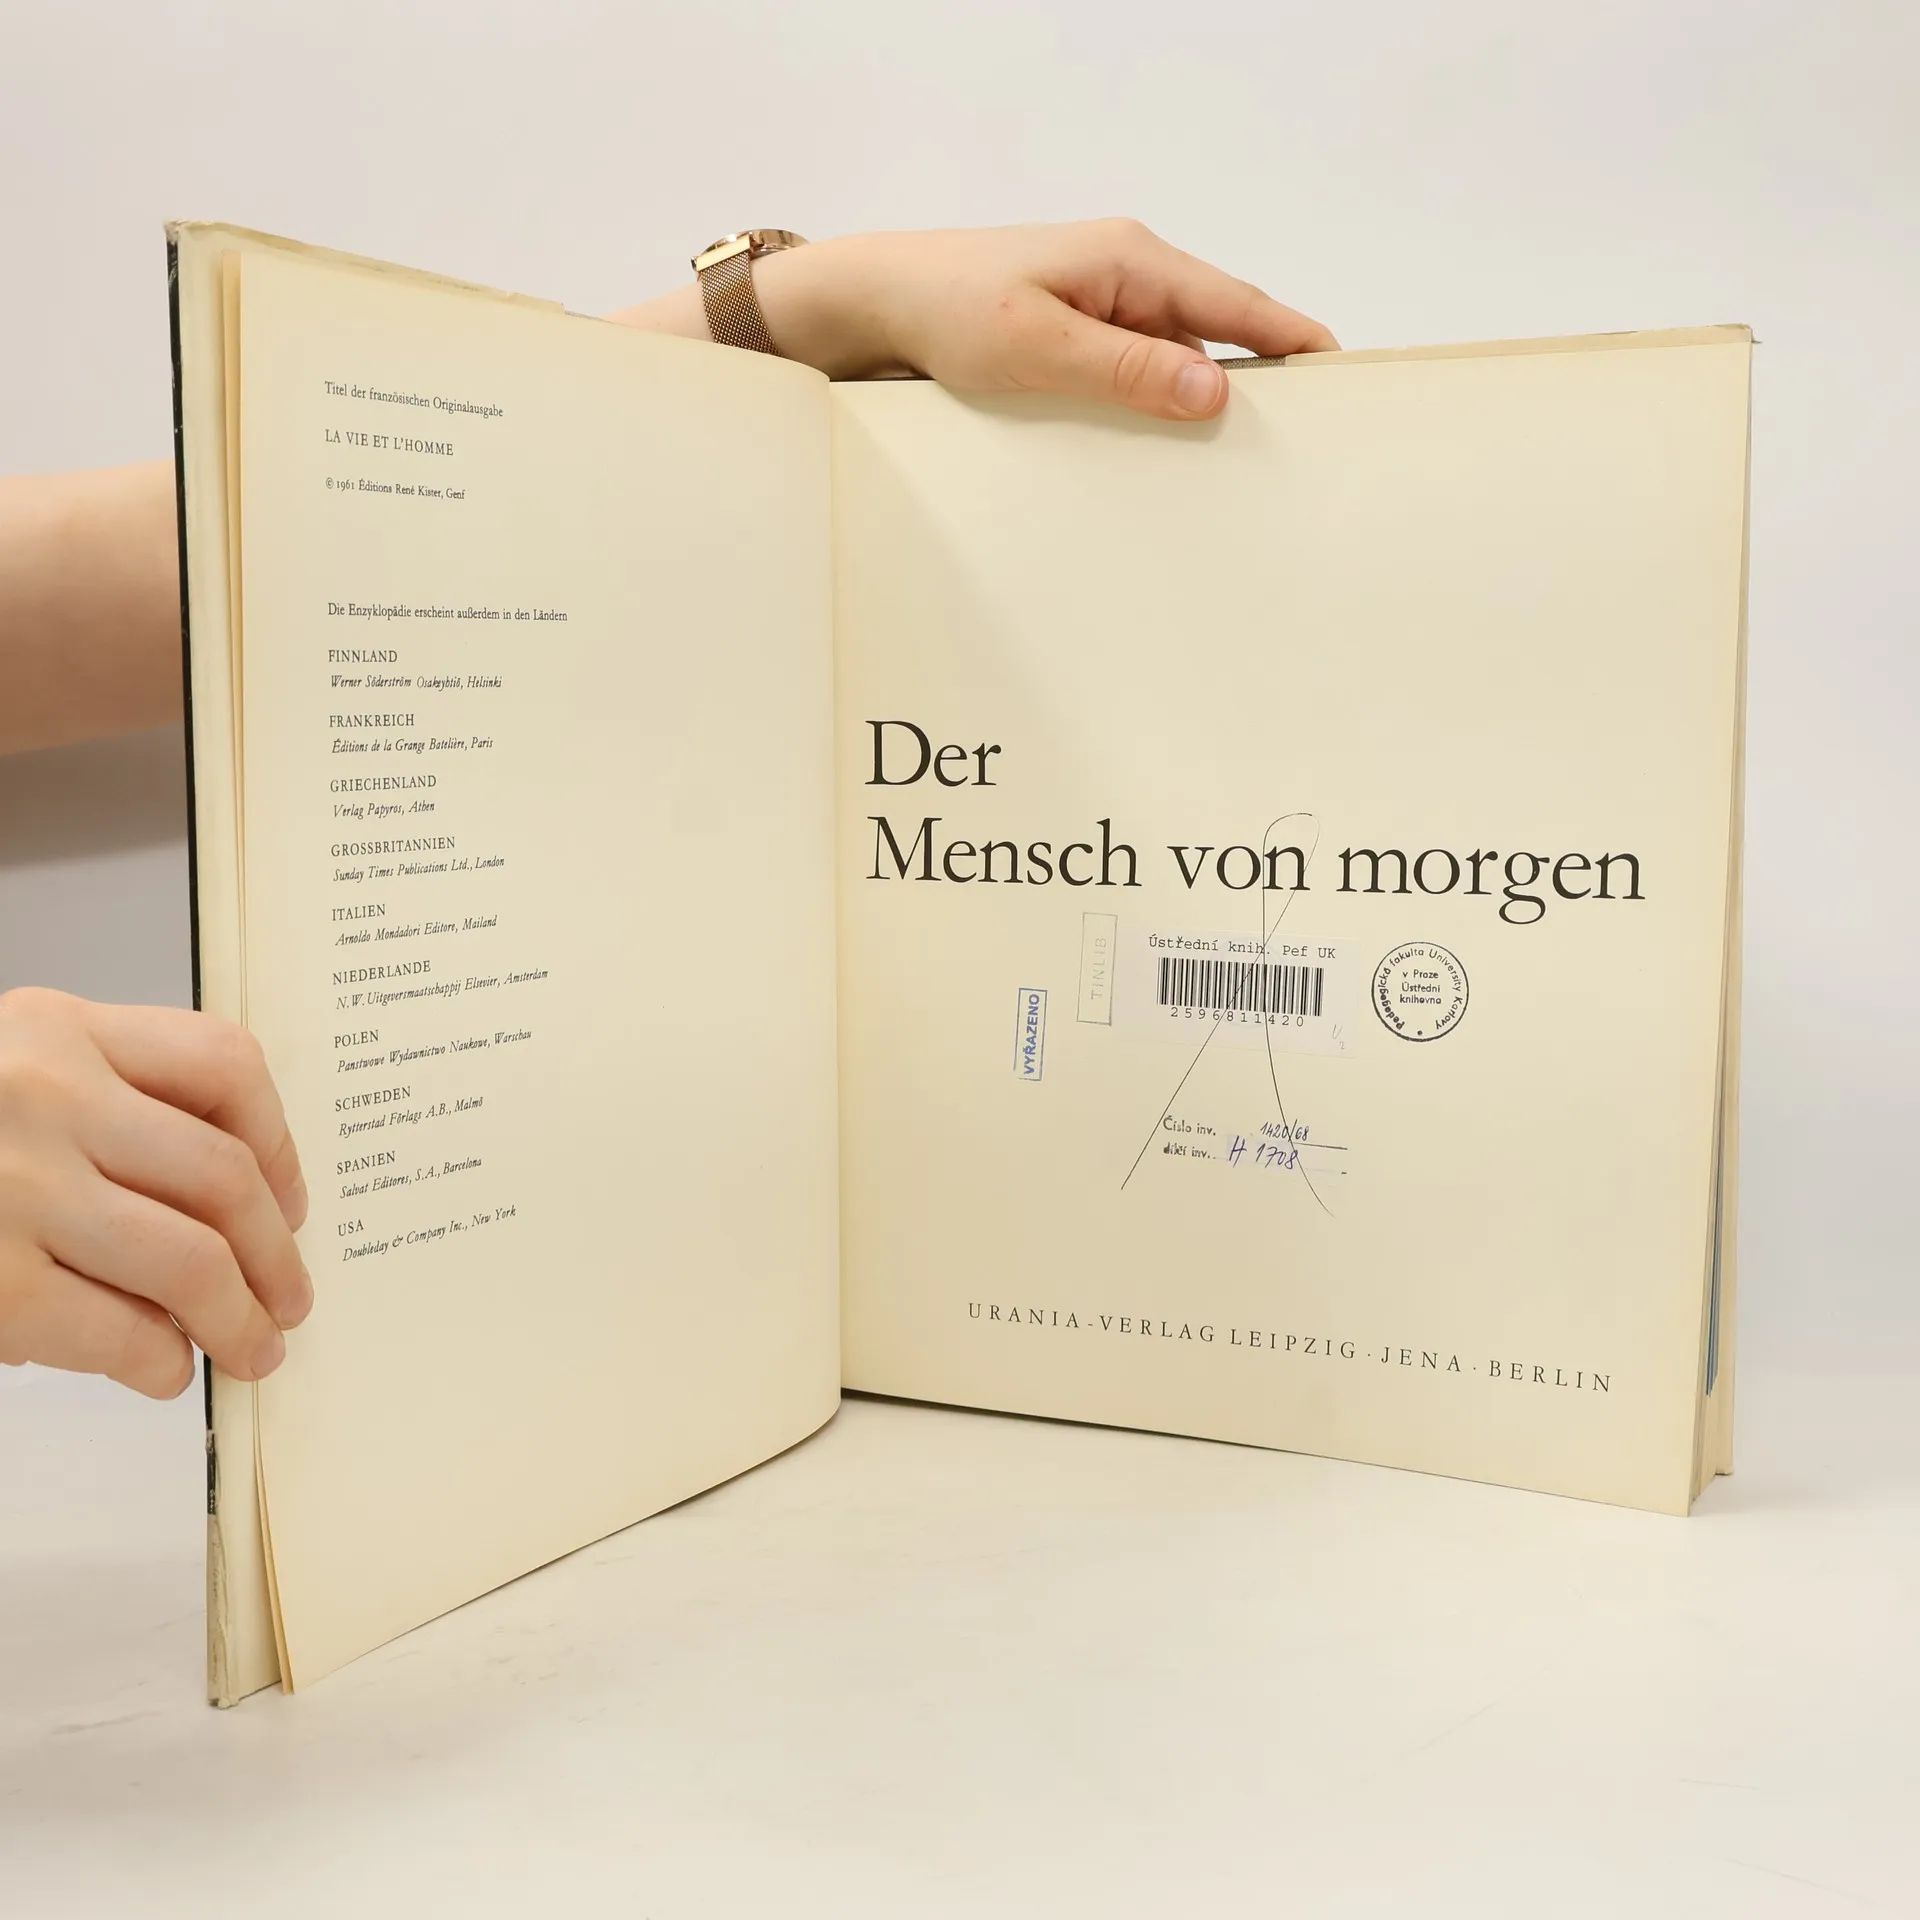 Titel der französischen Originalausgabe
LA VIE ET L'HOMME
© 1961 Éditions René Kister, Genf
Die Enzyklopädie erscheint außerdem in den Ländern
FINNLAND
Werner Söderström Osakeyhtiö, Helsinki
FRANKREICH
Éditions de la Grange Batelière, Paris
GRIECHENLAND
Verlag Papyros, Athen
GROSSBRITANNIEN
Sunday Times Publications Ltd., London
ITALIEN
Arnoldo Mondadori Editore, Mailand
NIEDERLANDE
N.W. Uitgeversmaatschappij Elsevier, Amsterdam
POLEN
Panstwowe Wydawnictwo Naukowe, Warschau
SCHWEDEN
Rytterstad Förlags A.B., Malmö
SPANIEN
Salvat Editores, S.A., Barcelona
USA
Doubleday & Company Inc., New York
Der
Mensch von morgen
TINLIB
VYŘAZENO
Ústřední knih. Pef UK
2596811420
Pedagogická fakulta University Karlovy
v Praze
Ústřední
knihovna
Číslo inv. 1420/68
dílčí inv. H 1708
URANIA-VERLAG LEIPZIG · JENA · BERLIN